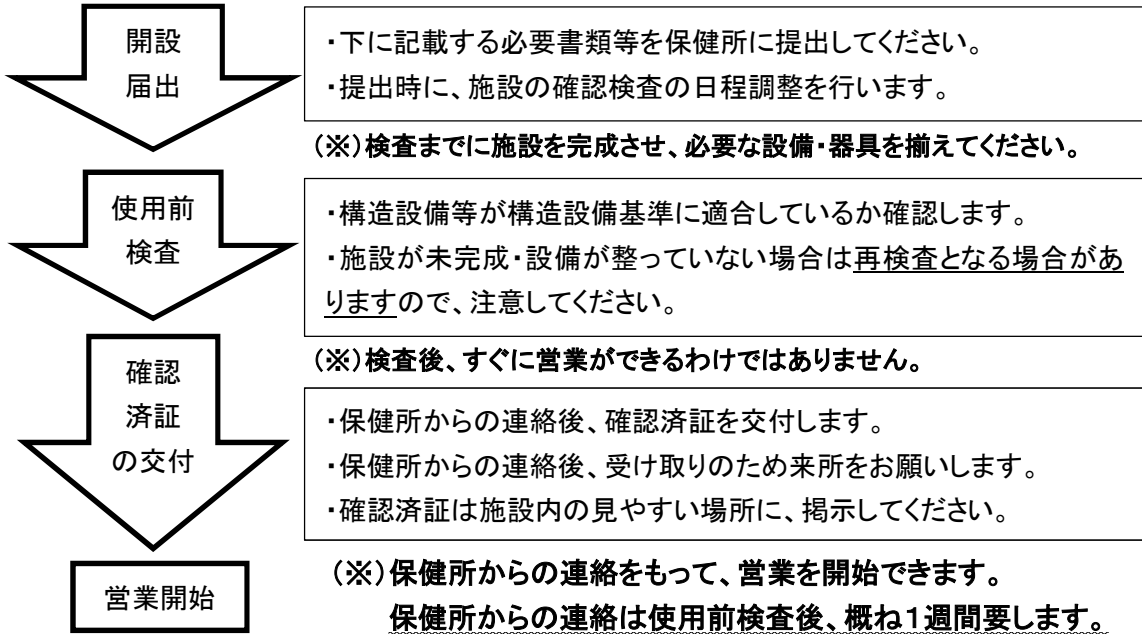 開設
届出
・下に記載する必要書類等を保健所に提出してください。
・提出時に、施設の確認検査の日程調整を行います。
(※)検査までに施設を完成させ、必要な設備・器具を揃えてください。
使用前
検査
・構造設備等が構造設備基準に適合しているか確認します。
・施設が未完成・設備が整っていない場合は再検査となる場合があ
りますので、注意してください。
(※)検査後、すぐに営業ができるわけではありません。
確認
済証
の交付
・保健所からの連絡後、確認済証を交付します。
・保健所からの連絡後、受け取りのため来所をお願いします。
・確認済証は施設内の見やすい場所に、掲示してください。
営業開始
(※)保健所からの連絡をもって、営業を開始できます。
保健所からの連絡は使用前検査後、概ね1週間要します。